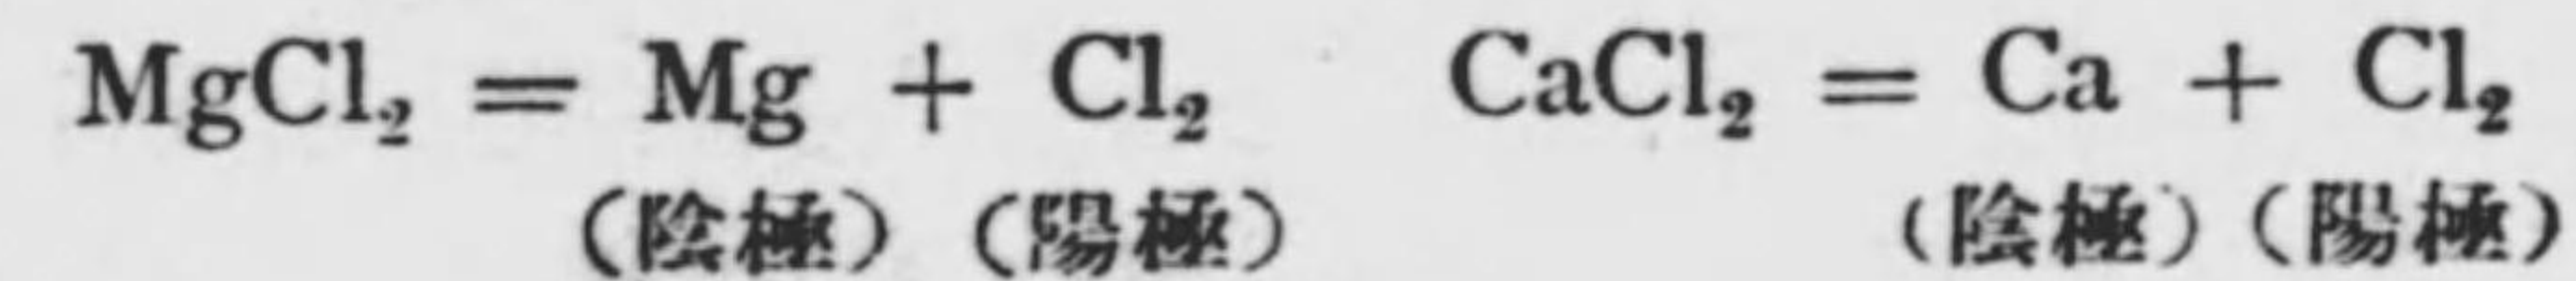 MgCl₂ = Mg + Cl₂ CaCl₂ = Ca + Cl₂
(陰極) (陽極) (陰極) (陽極)